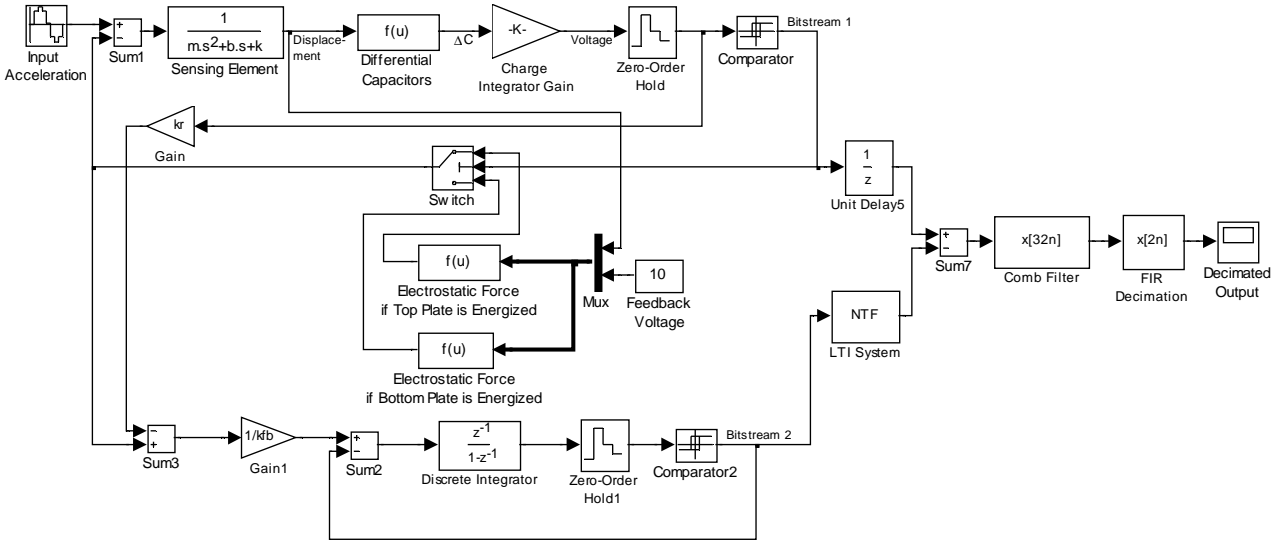 Input
Acceleration
+
−
Sum1
1
m.s²+b.s+k
Sensing Element
Displace-
ment
f(u)
Differential
Capacitors
ΔC
-K-
Charge
Integrator Gain
Voltage
Zero-Order
Hold
Comparator
Bitstream 1
kr
Gain
Switch
1
z
Unit Delay5
f(u)
Electrostatic Force
if Top Plate is Energized
Mux
10
Feedback
Voltage
f(u)
Electrostatic Force
if Bottom Plate is Energized
NTF
LTI System
+
−
Sum7
x[32n]
Comb Filter
x[2n]
FIR
Decimation
Decimated
Output
−
+
Sum3
1/kfb
Gain1
+
−
Sum2
z⁻¹
1-z⁻¹
Discrete Integrator
Zero-Order
Hold1
Comparator2
Bitstream 2